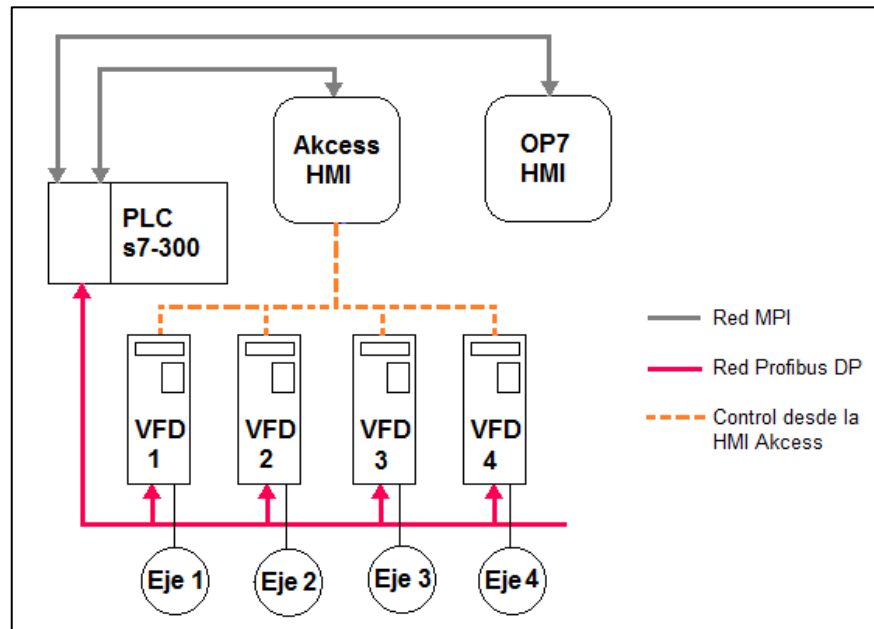 Akcess
HMI
OP7
HMI
PLC
s7-300
Red MPI
Red Profibus DP
Control desde la
HMI Akcess
VFD
1
VFD
2
VFD
3
VFD
4
Eje 1
Eje 2
Eje 3
Eje 4